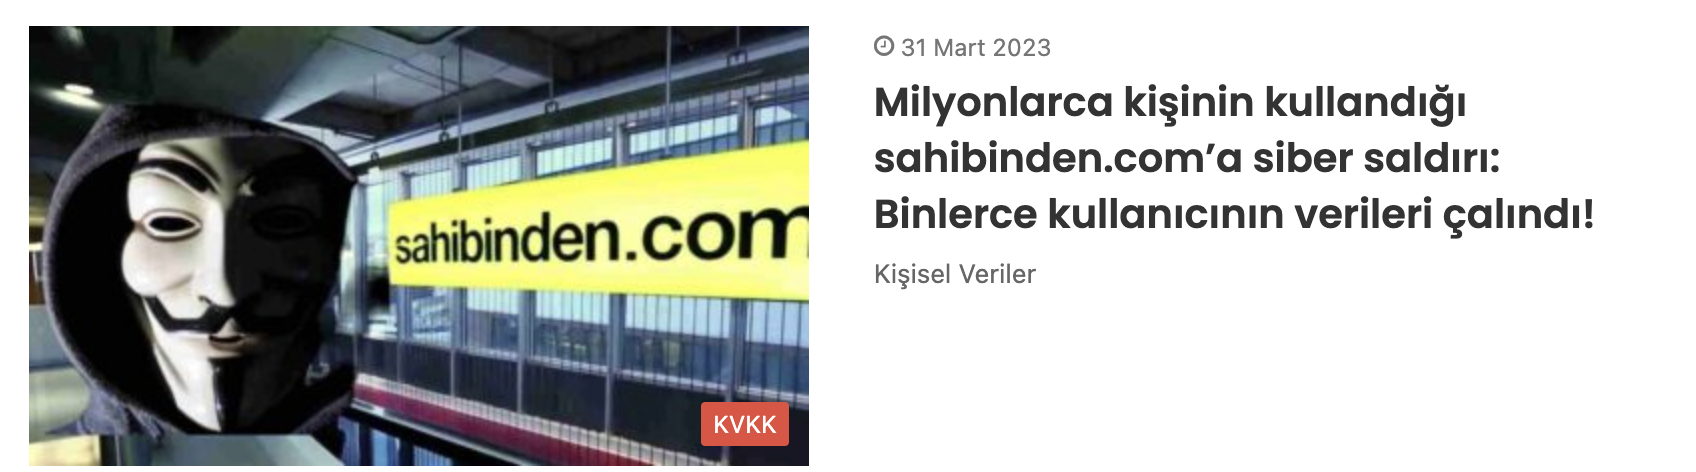 sahibinden.com
KVKK
31 Mart 2023
Milyonlarca kişinin kullandığı
sahibinden.com’a siber saldırı:
Binlerce kullanıcının verileri çalındı!
Kişisel Veriler